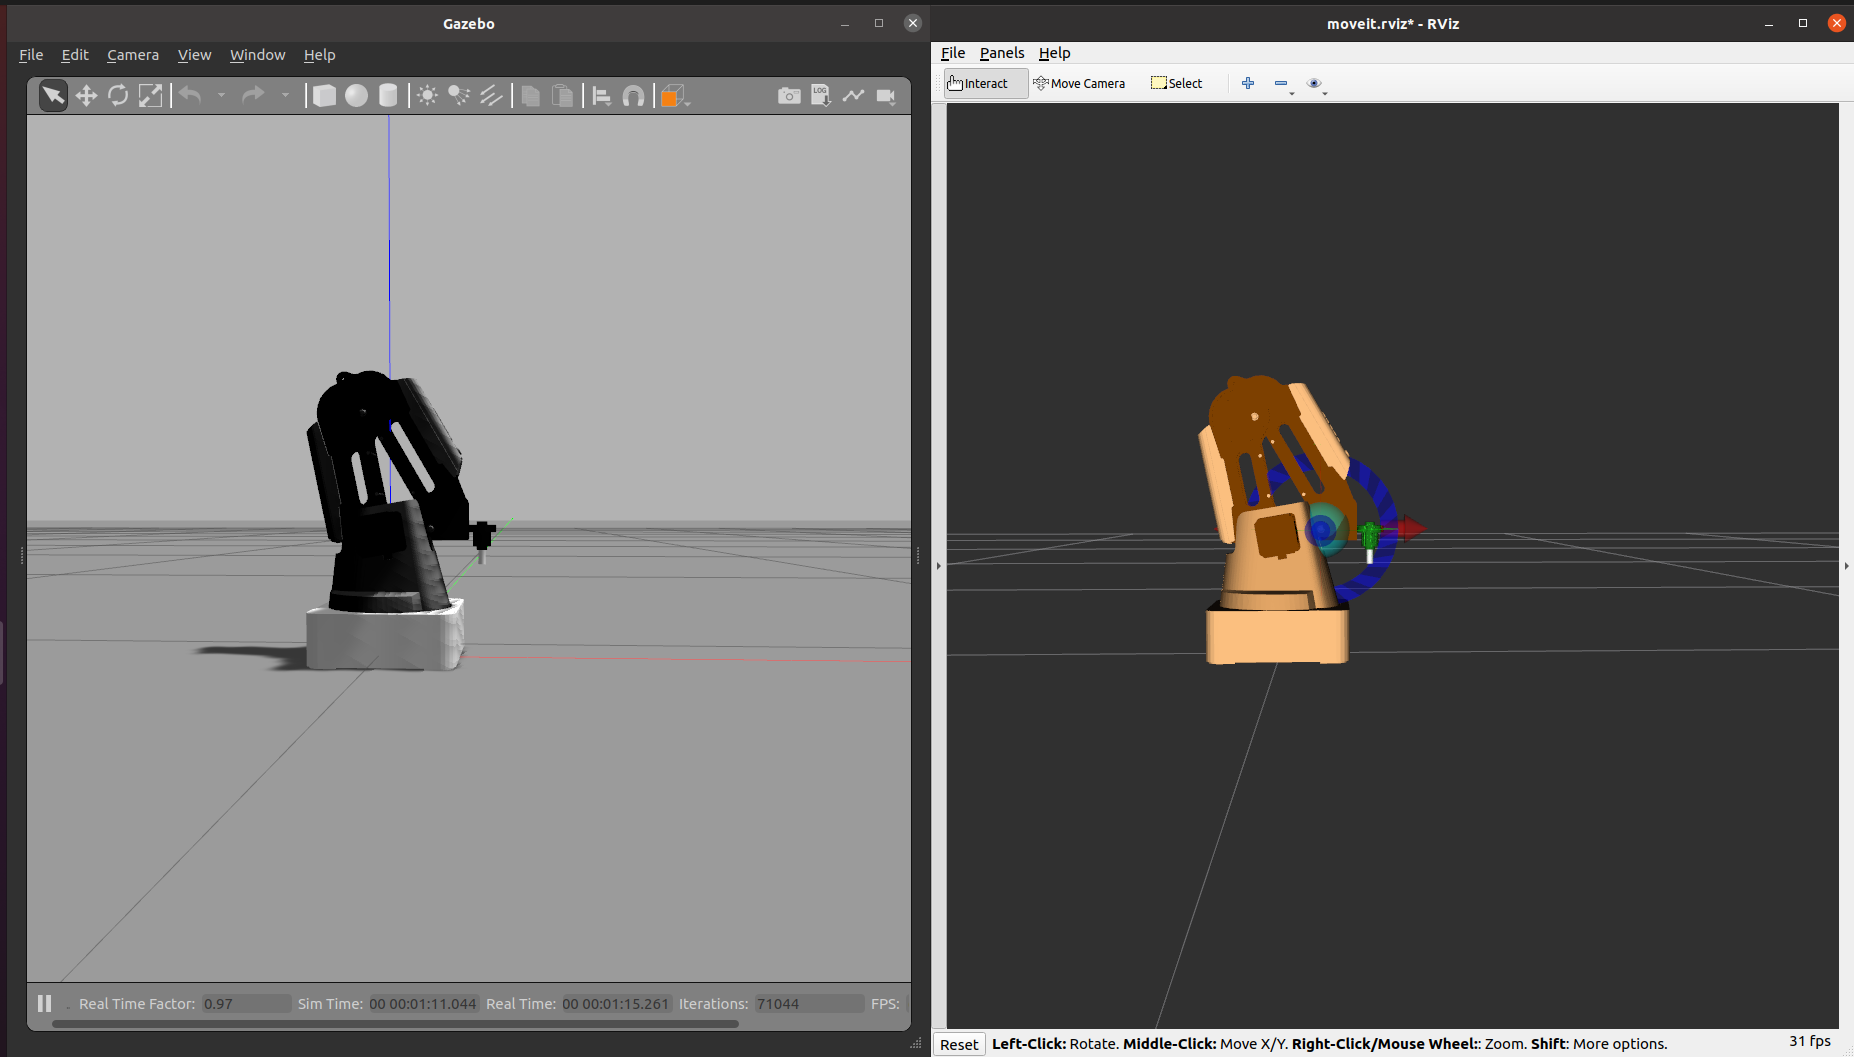 Gazebo
File Edit Camera View Window Help
LOG
Real Time Factor: 0.97 Sim Time: 00 00:01:11.044 Real Time: 00 00:01:15.261 Iterations: 71044 FPS:
moveit.rviz* - RViz
File Panels Help
Interact Move Camera Select
Reset Left-Click: Rotate. Middle-Click: Move X/Y. Right-Click/Mouse Wheel:: Zoom. Shift: More options. 31 fps